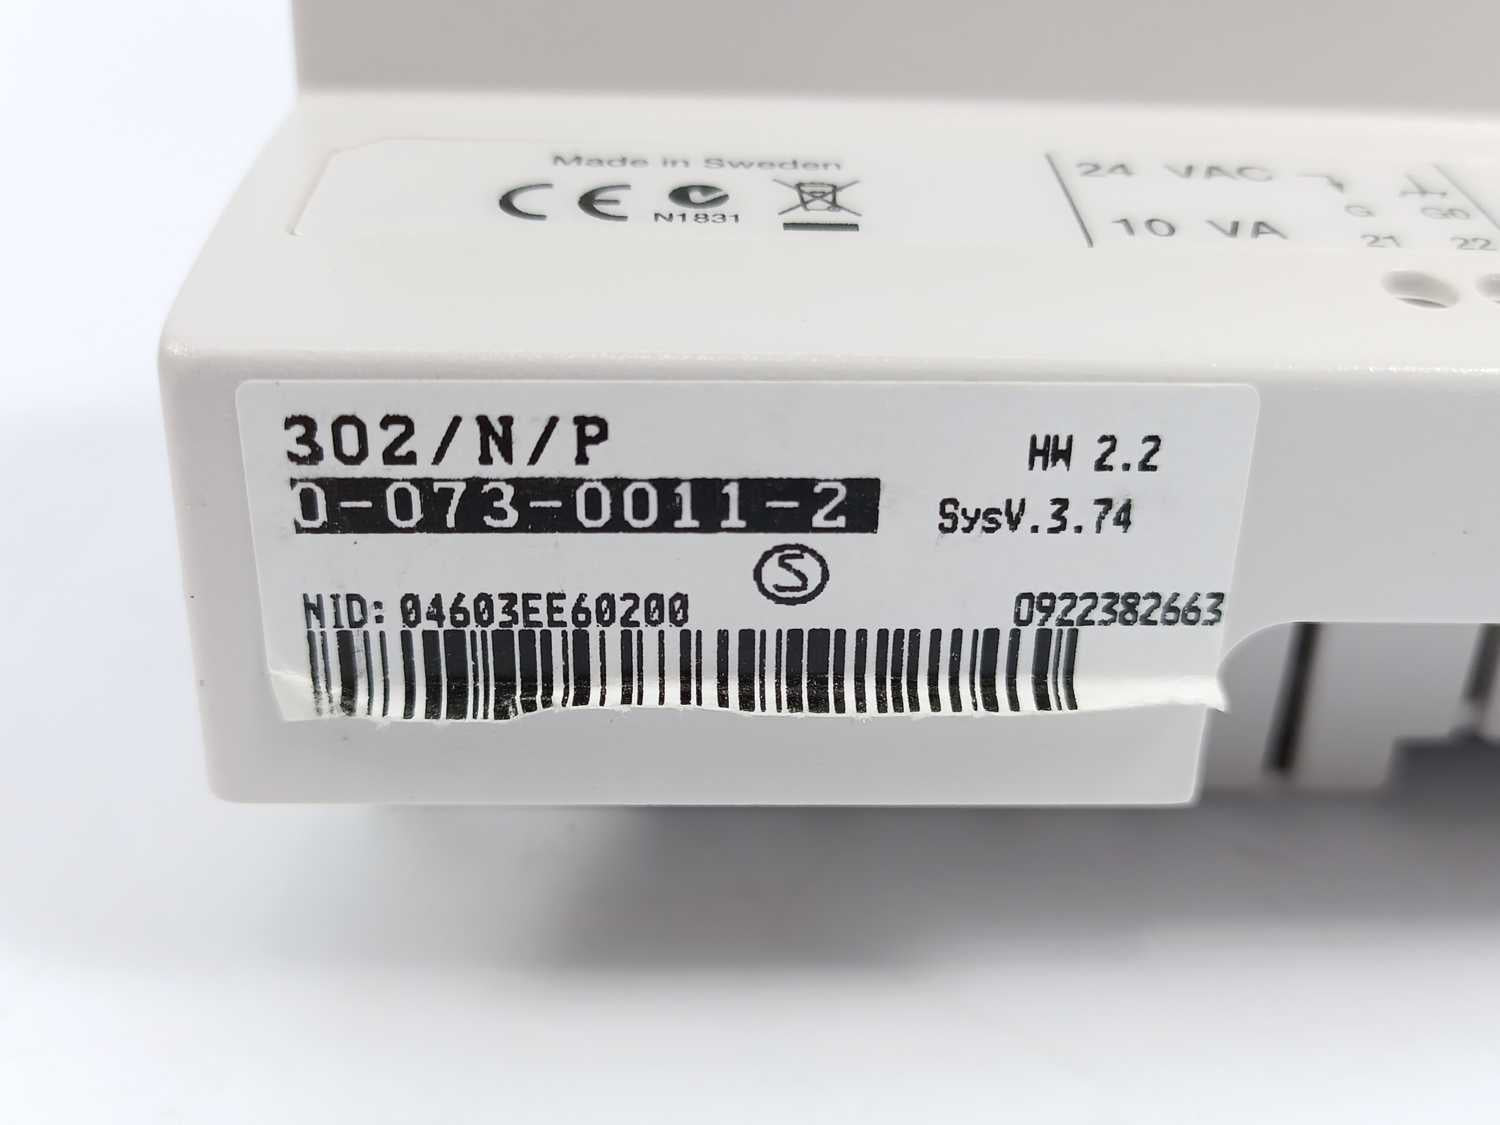 Made in Sweden
CE N1831
24 VAC
10 VA
G G0
21 22
302/N/P
HW 2.2
0-073-0011-2
SysV.3.74
S
NID: 04603EE60200
0922382663